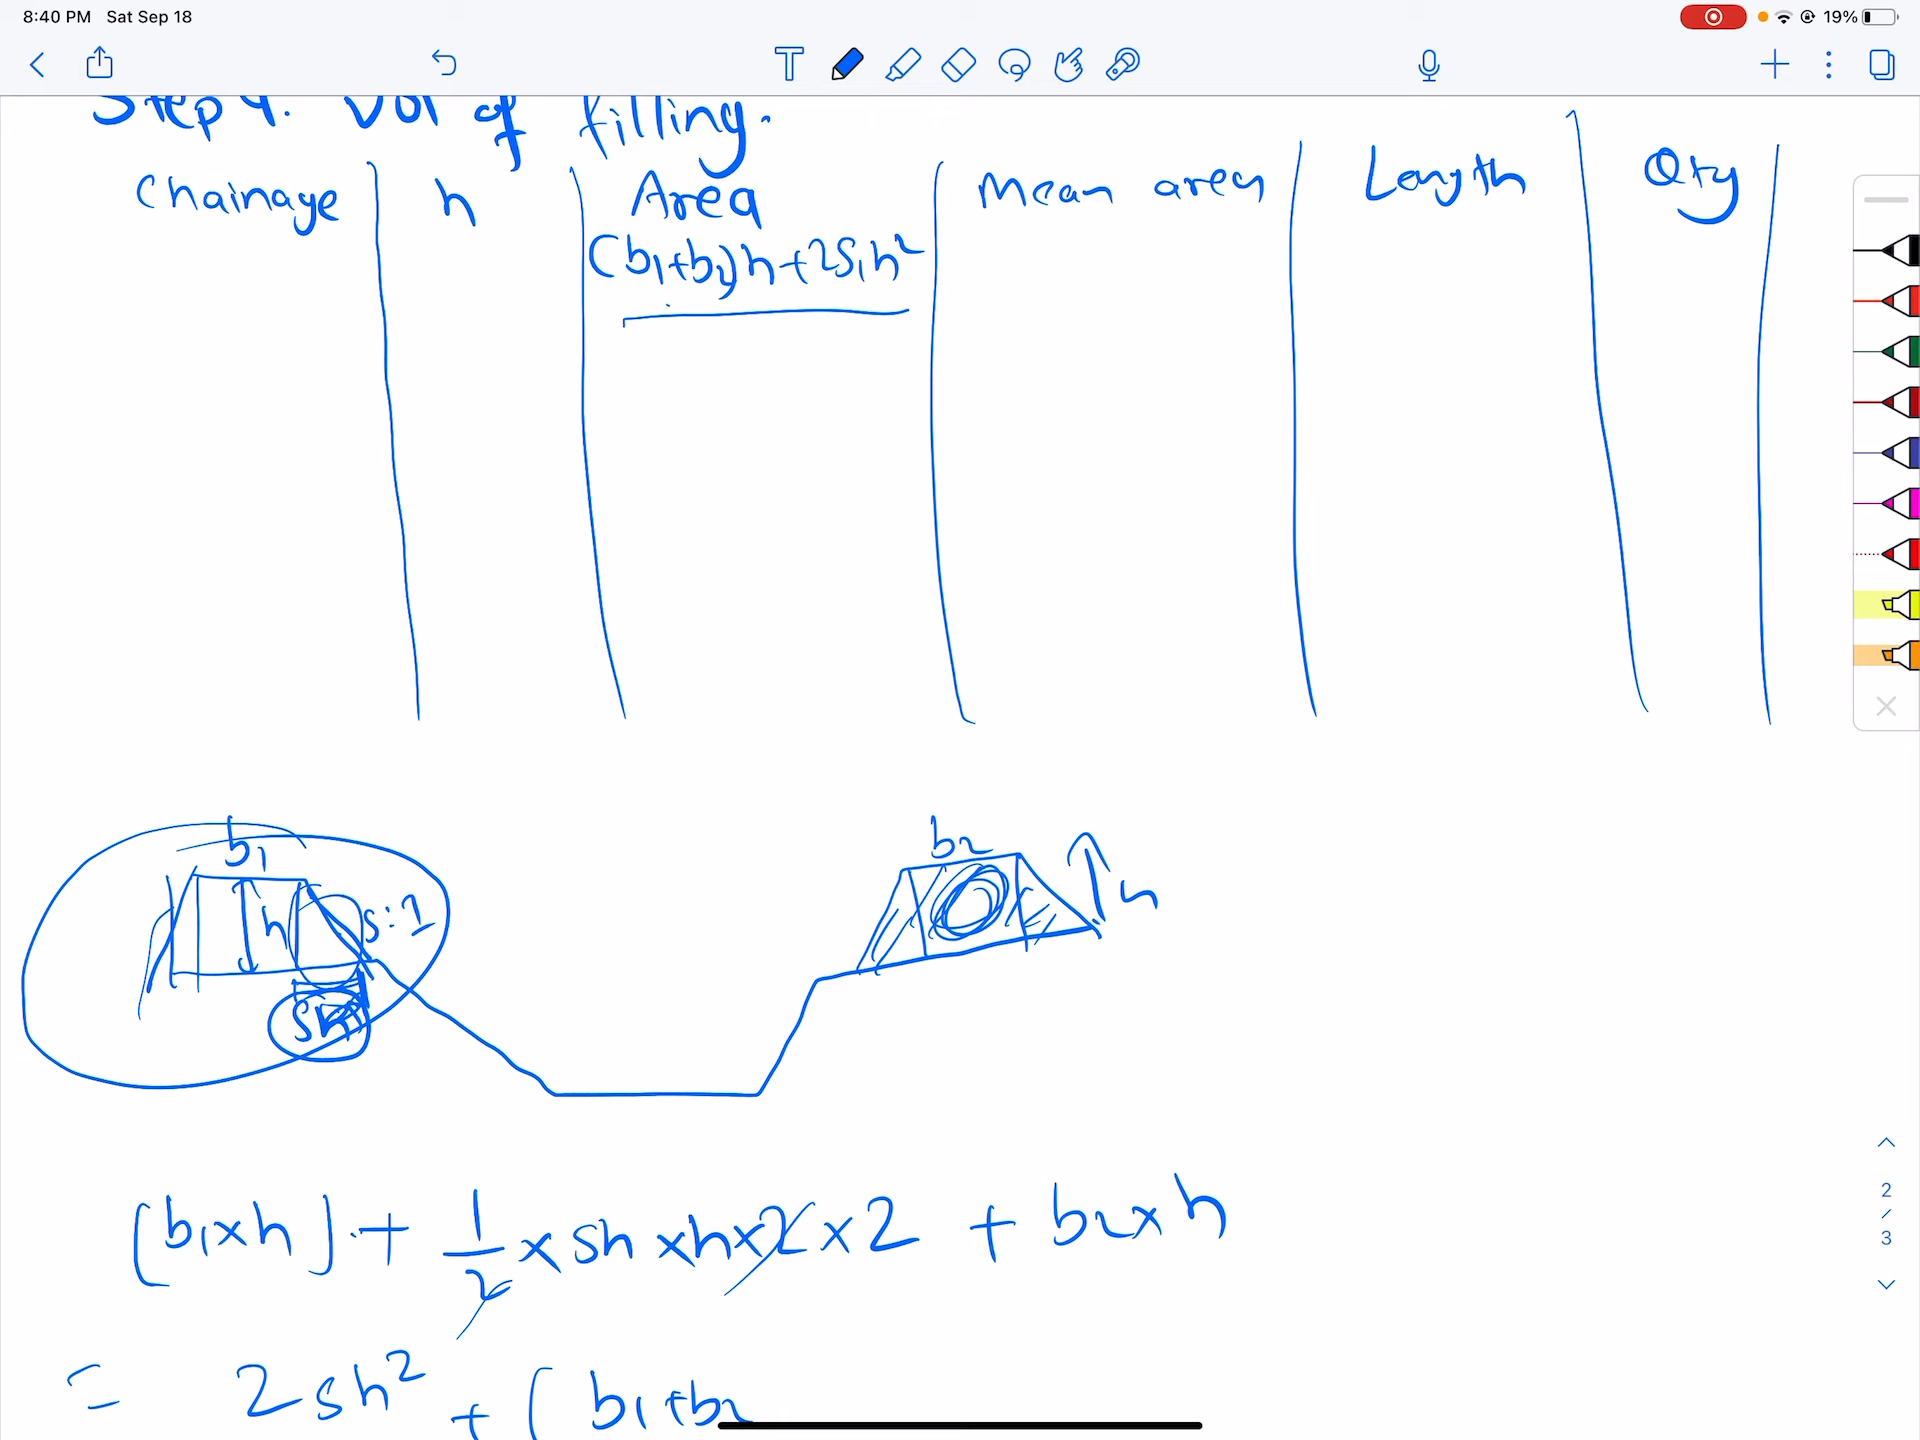 8:40 PM Sat Sep 18
19%
Step 4. Vol of filling.
Chainage h Area Mean area Length Qty
(b1+b2)h+2S1h²
b1
b2
h
s:1
h
sh
(b1xh) + 1/2 x sh xhx2x2 + b2xh
2
3
= 2sh² + (b1+b2